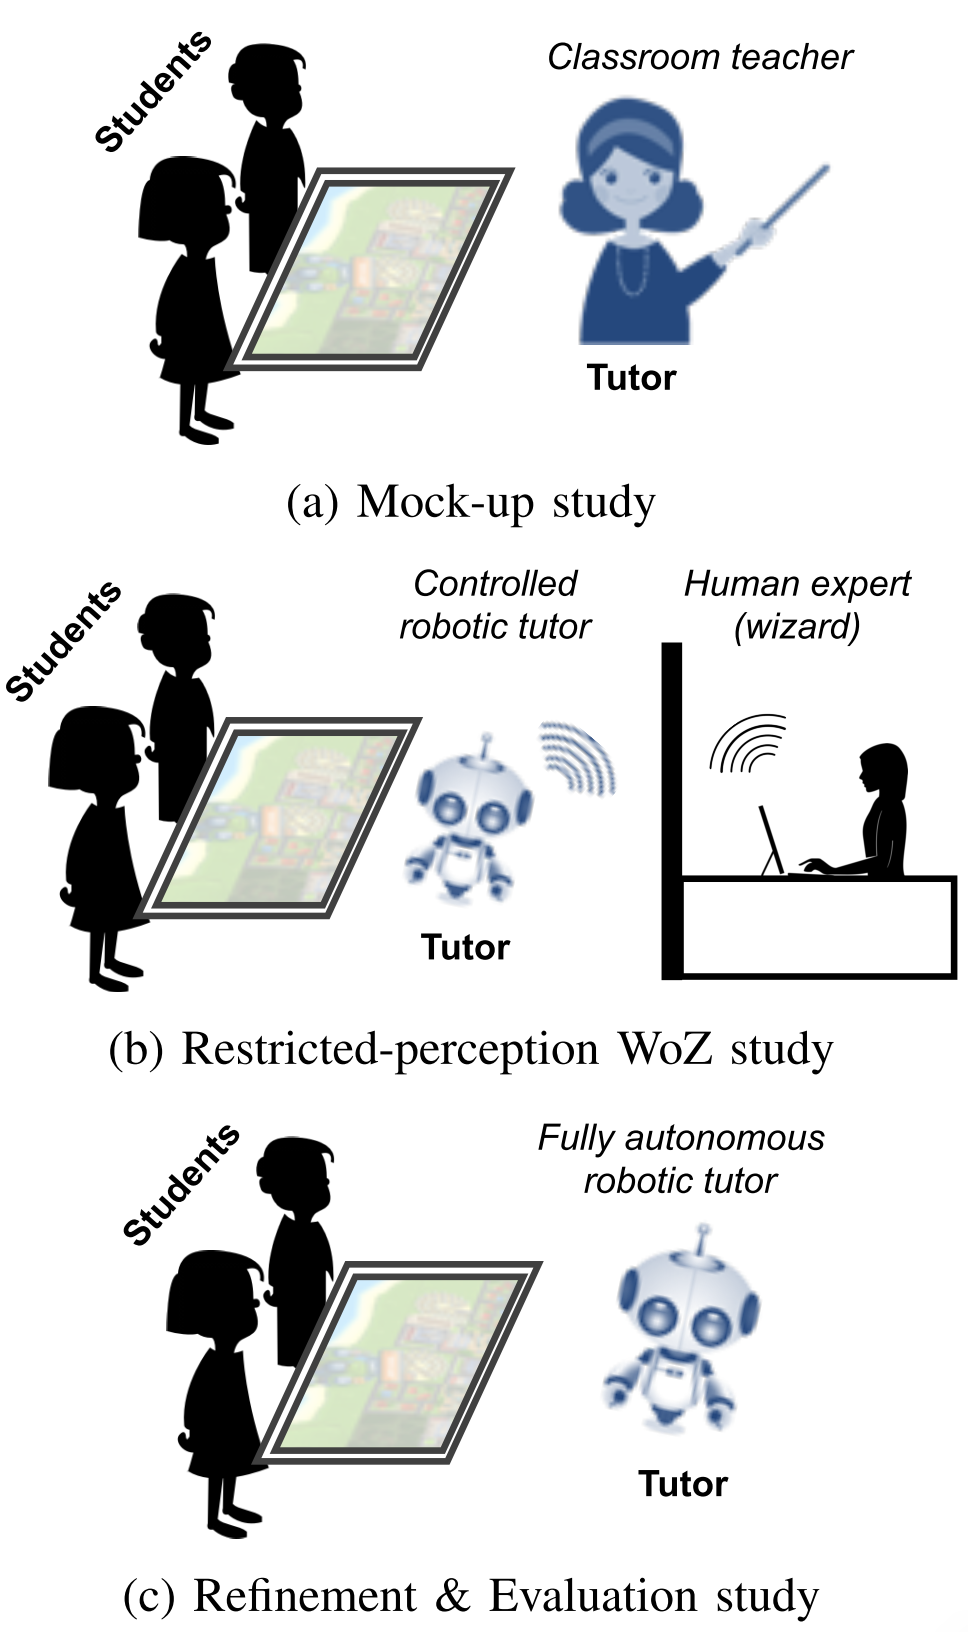 Students
Classroom teacher
Tutor
(a) Mock-up study
Students
Controlled
robotic tutor
Human expert
(wizard)
Tutor
(b) Restricted-perception WoZ study
Students
Fully autonomous
robotic tutor
Tutor
(c) Refinement & Evaluation study